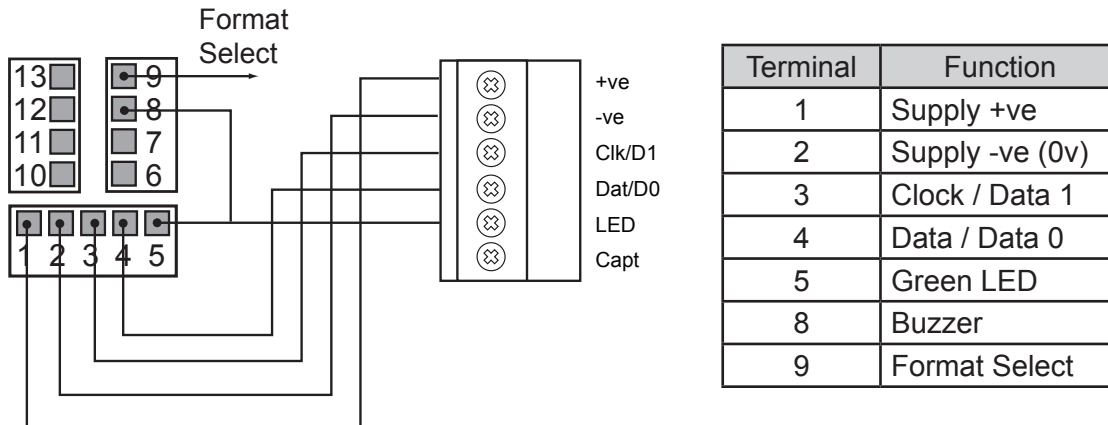 Format
Select
13
12
11
10
9
8
7
6
1 2 3 4 5
+ve
-ve
Clk/D1
Dat/D0
LED
Capt
Terminal Function
1 Supply +ve
2 Supply -ve (0v)
3 Clock / Data 1
4 Data / Data 0
5 Green LED
8 Buzzer
9 Format Select